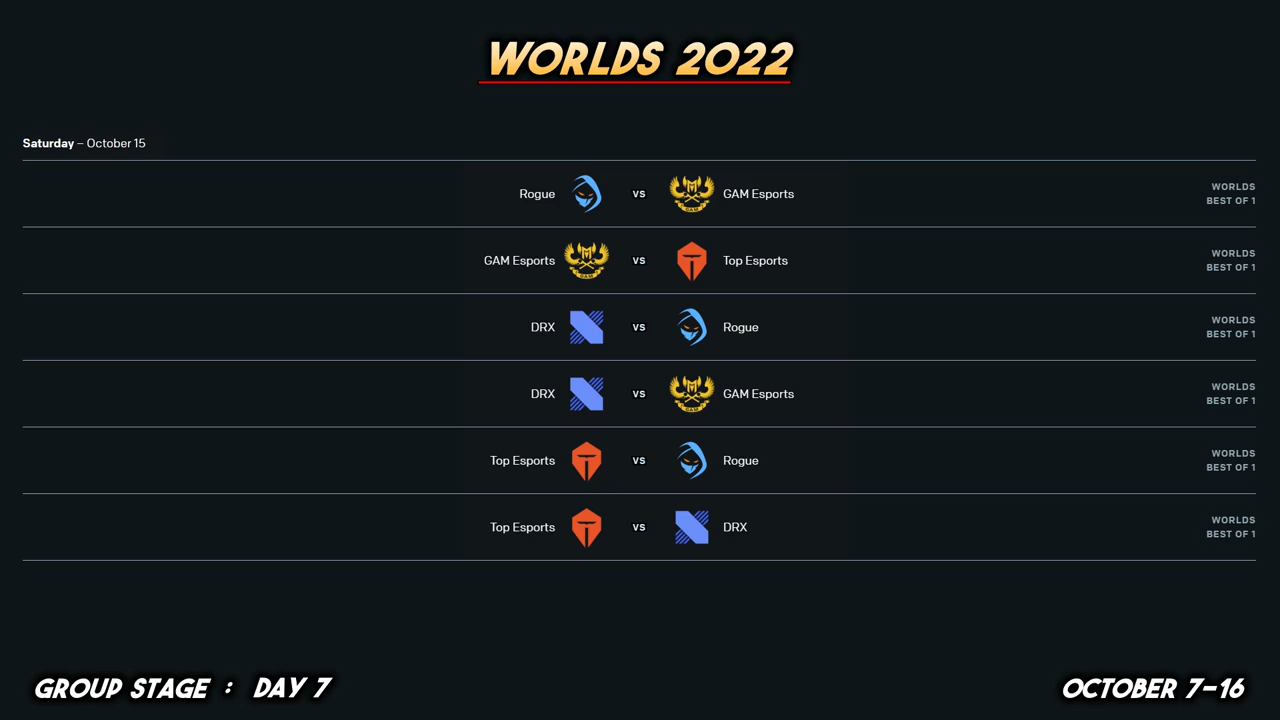 WORLDS 2022
Saturday – October 15
Rogue VS GAM Esports WORLDS
BEST OF 1
GAM Esports VS Top Esports WORLDS
BEST OF 1
DRX VS Rogue WORLDS
BEST OF 1
DRX VS GAM Esports WORLDS
BEST OF 1
Top Esports VS Rogue WORLDS
BEST OF 1
Top Esports VS DRX WORLDS
BEST OF 1
GROUP STAGE : DAY 7
OCTOBER 7-16